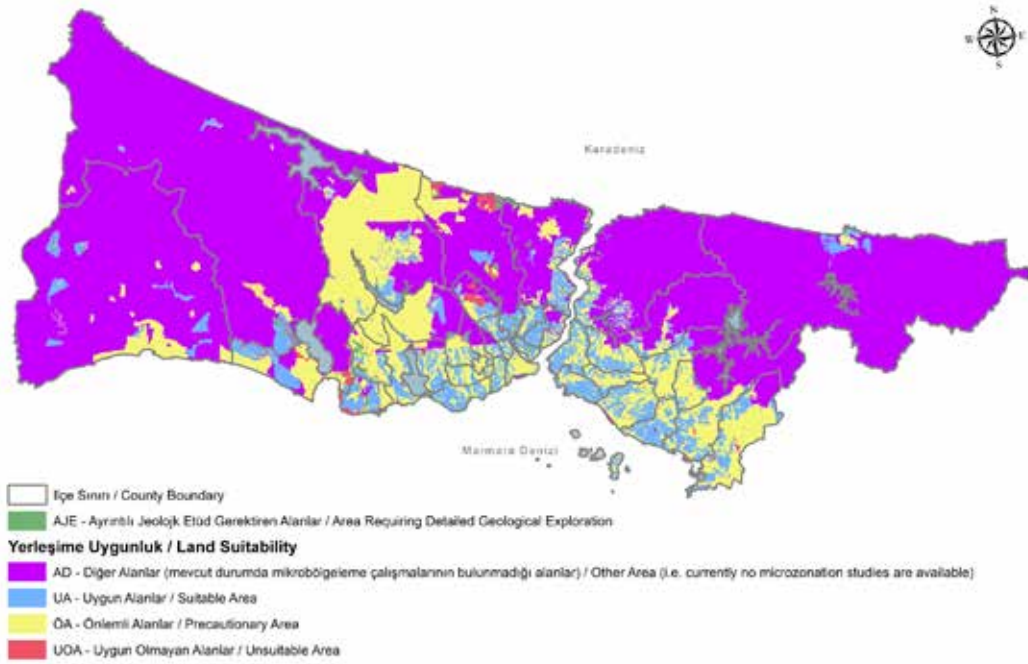 N
W E
S
Karadeniz
Marmara Denizi
İlçe Sınırı / County Boundary
AJE - Ayrıntılı Jeolojk Etüd Gerektiren Alanlar / Area Requiring Detailed Geological Exploration
Yerleşime Uygunluk / Land Suitability
AD - Diğer Alanlar (mevcut durumda mikrobölgeleme çalışmalarının bulunmadığı alanlar) / Other Area (i.e. currently no microzonation studies are available)
UA - Uygun Alanlar / Suitable Area
ÖA - Önlemli Alanlar / Precautionary Area
UOA - Uygun Olmayan Alanlar / Unsuitable Area